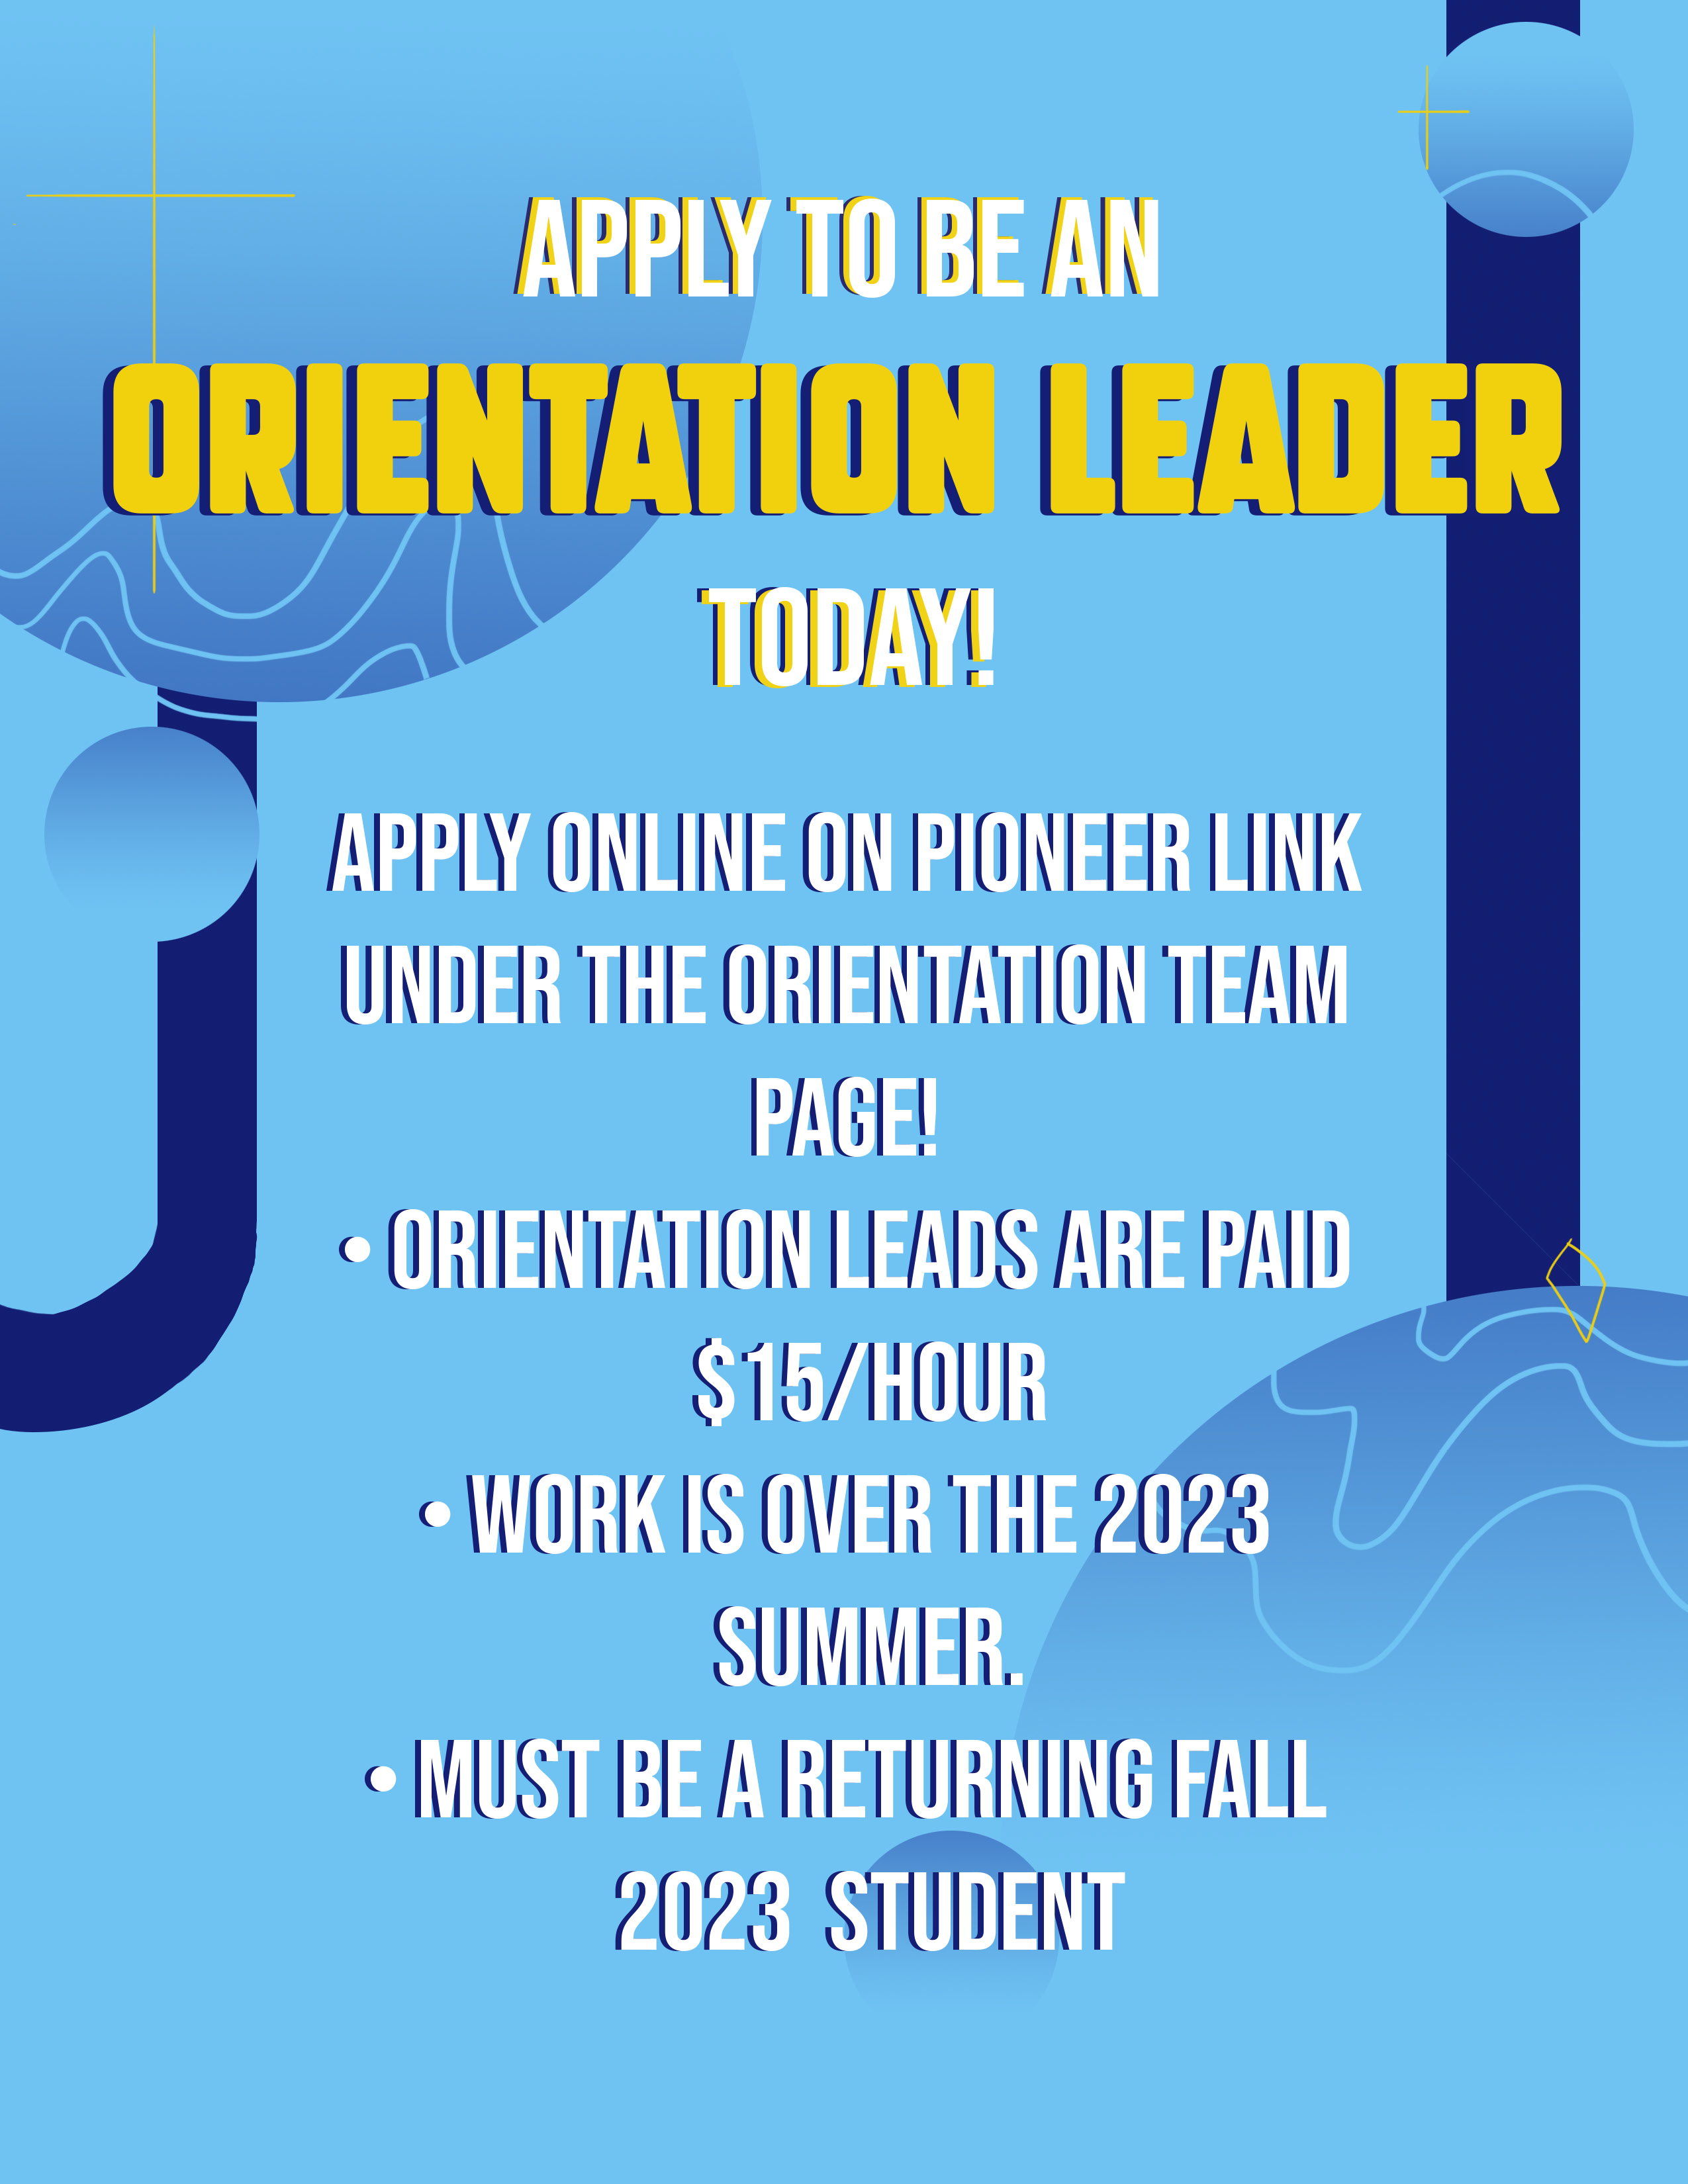 APPLY TO BE AN
ORIENTATION LEADER
TODAY!
APPLY ONLINE ON PIONEER LINK
UNDER THE ORIENTATION TEAM
PAGE!
• ORIENTATION LEADS ARE PAID
$15/HOUR
• WORK IS OVER THE 2023
SUMMER.
• MUST BE A RETURNING FALL
2023 STUDENT